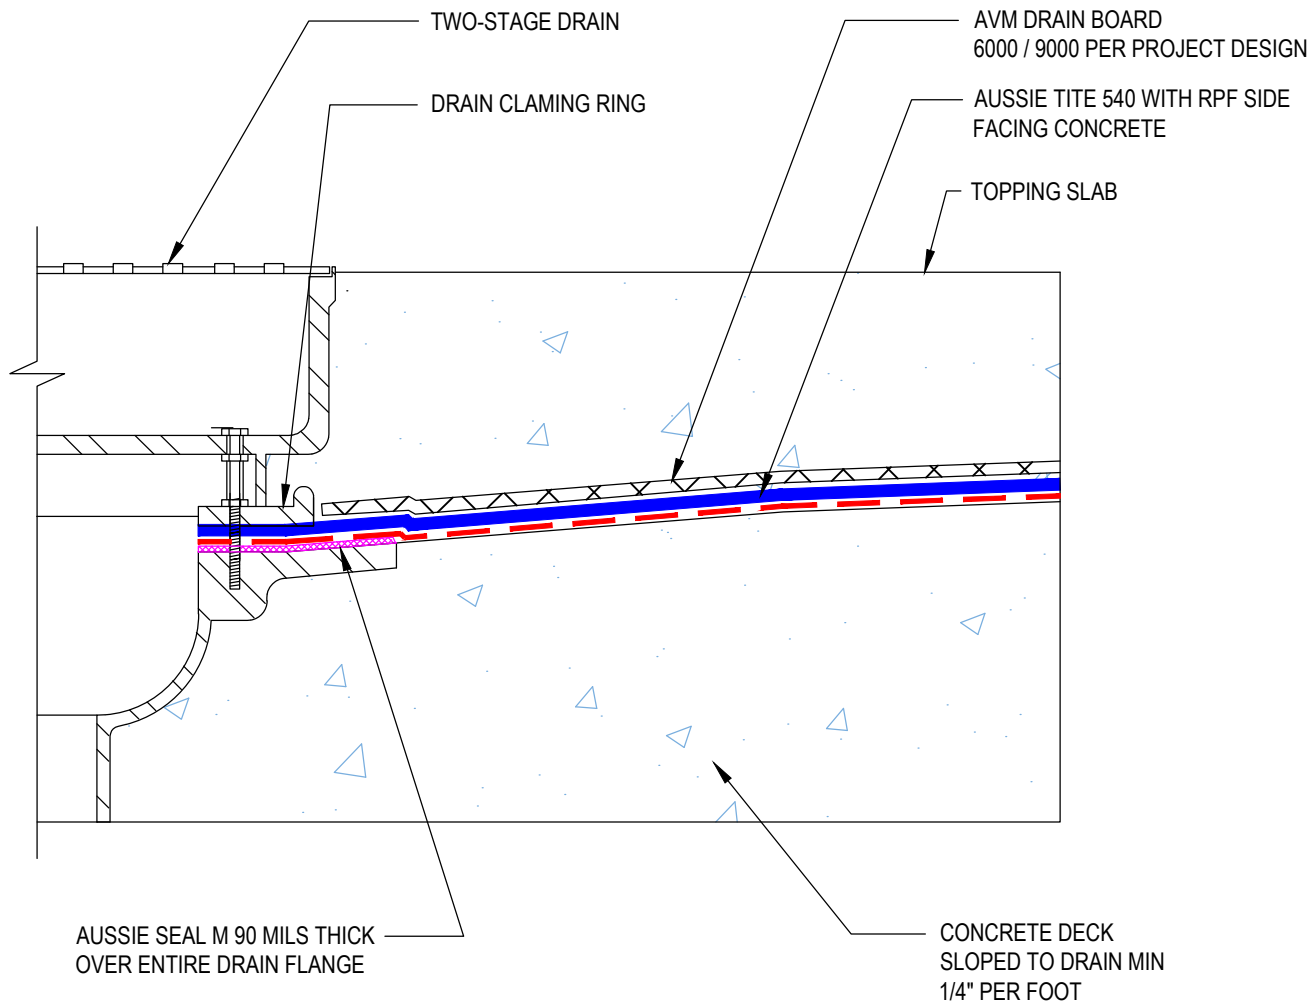 TWO-STAGE DRAIN
AVM DRAIN BOARD
6000 / 9000 PER PROJECT DESIGN
DRAIN CLAMING RING
AUSSIE TITE 540 WITH RPF SIDE
FACING CONCRETE
TOPPING SLAB
AUSSIE SEAL M 90 MILS THICK
OVER ENTIRE DRAIN FLANGE
CONCRETE DECK
SLOPED TO DRAIN MIN
1/4" PER FOOT